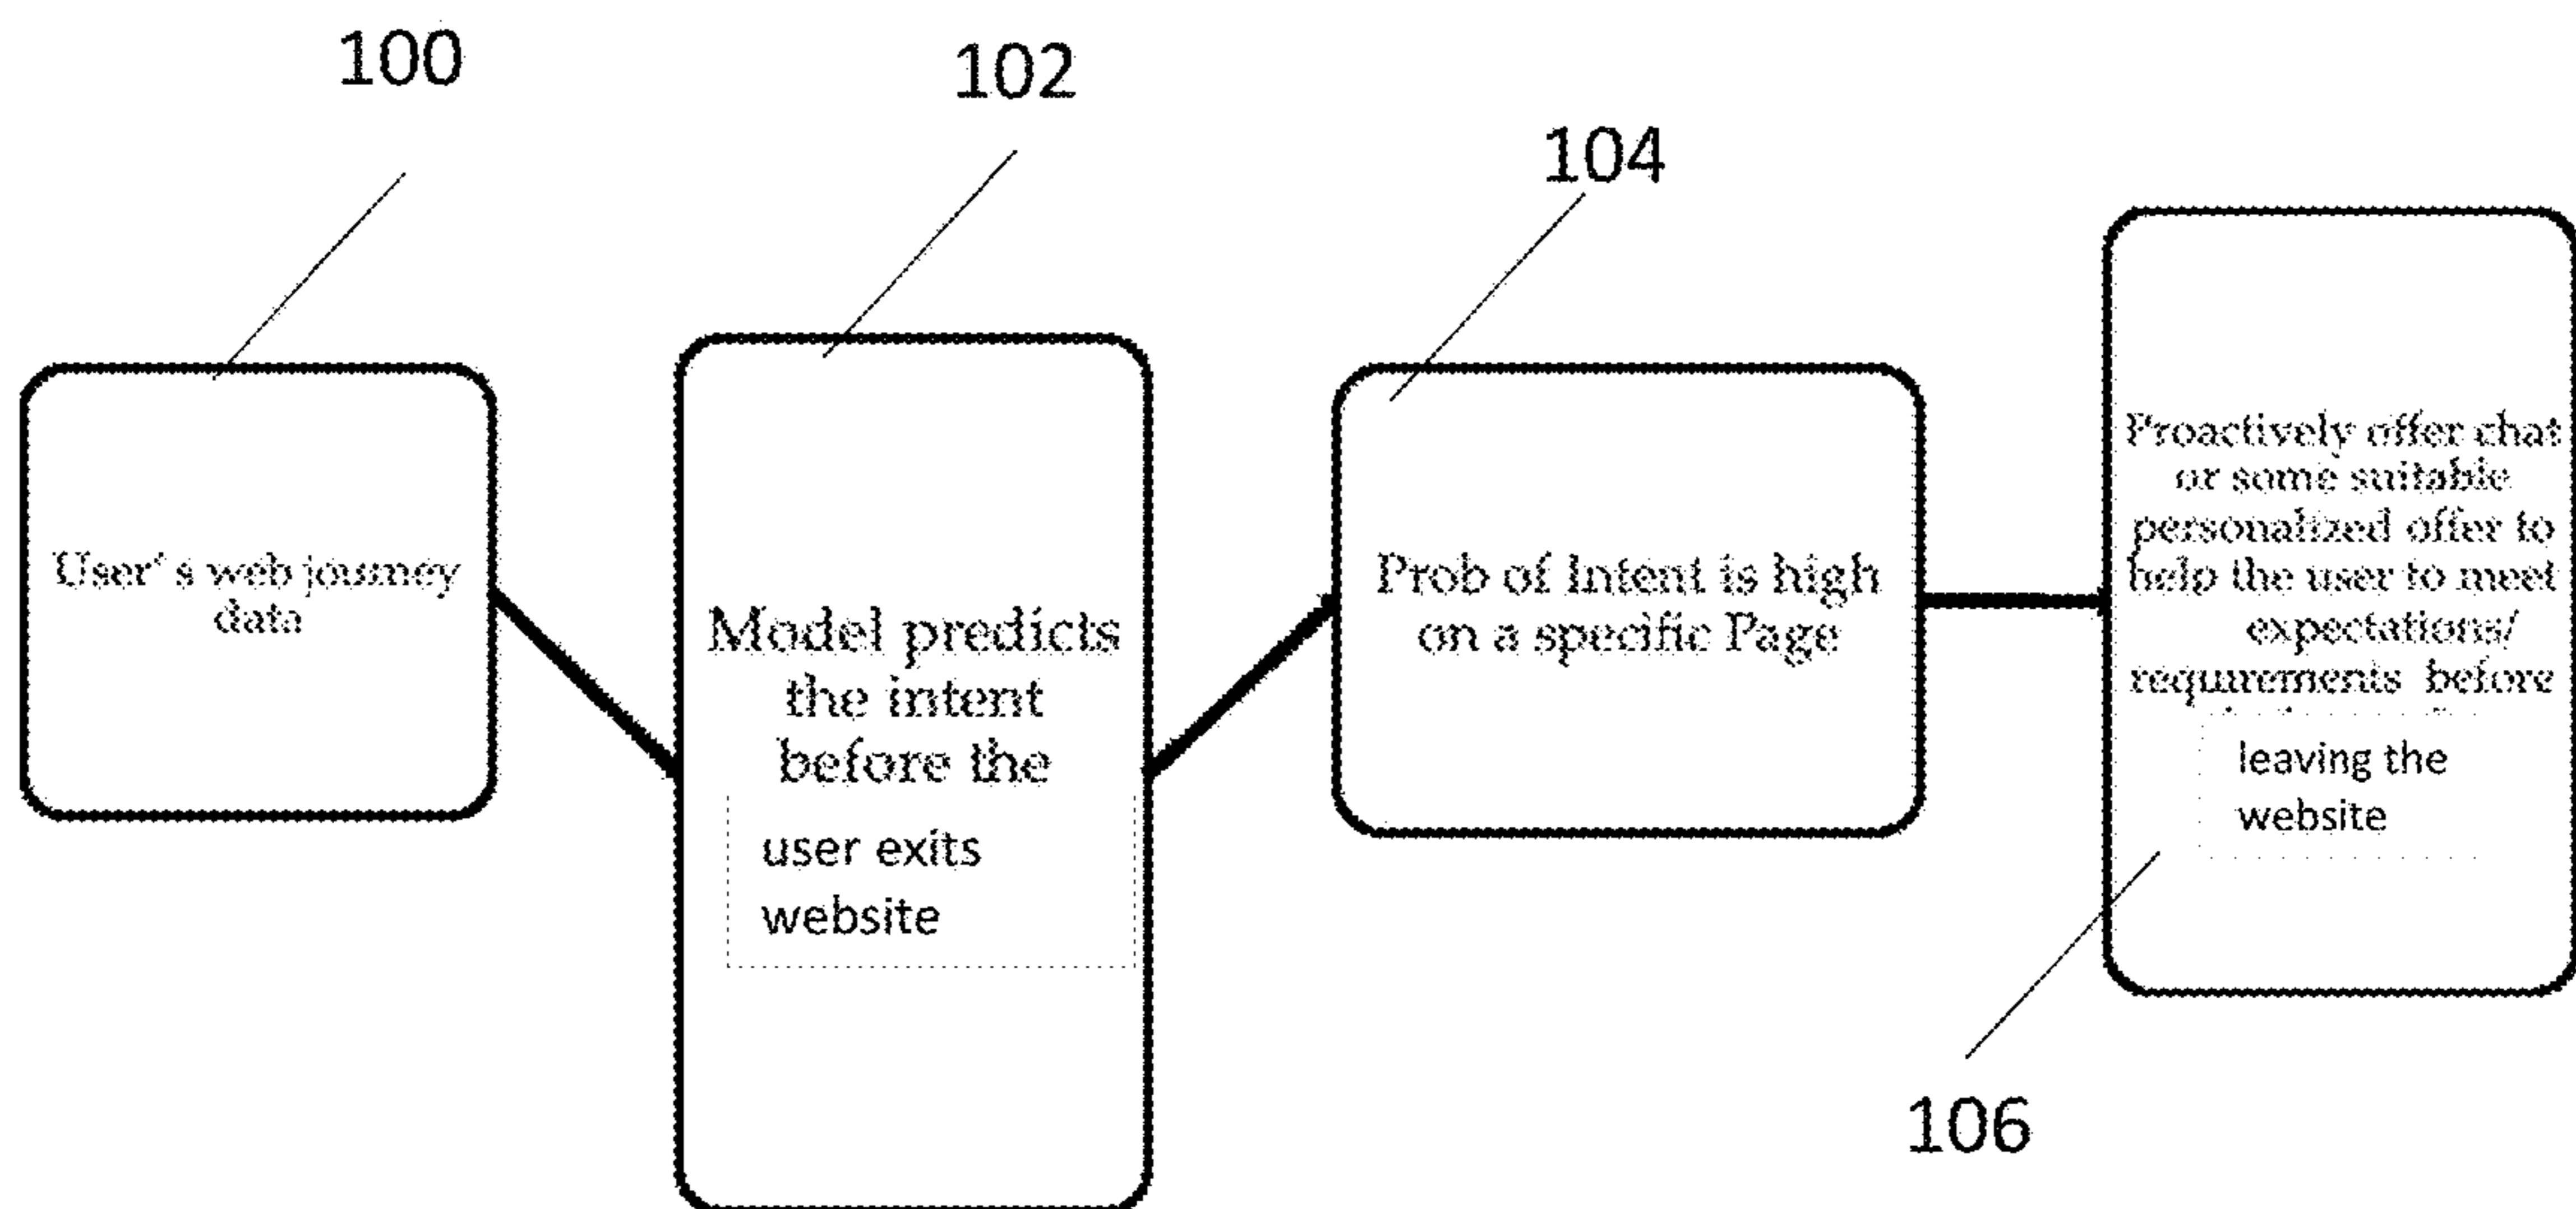 100
102
104
User' s web journey
data
Model predicts
the intent
before the
user exits
website
Prob of Intent is high
on a specific Page
Proactively offer chat
or some suitable
personalized offer to
help the user to meet
expectations/
requirements before
leaving the
website
106